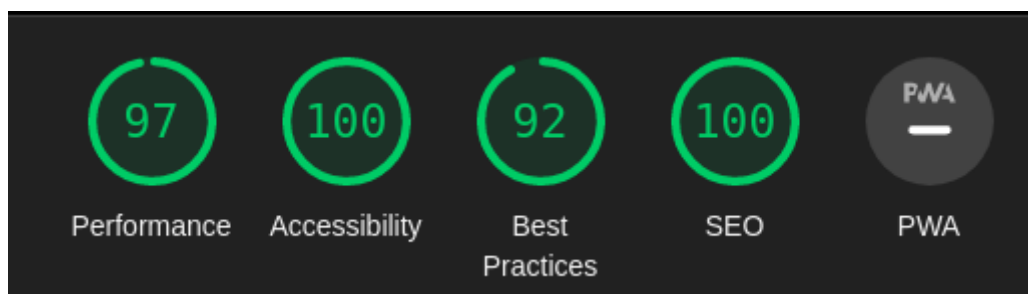 97
100
92
100
PWA
Performance
Accessibility
Best
Practices
SEO
PWA